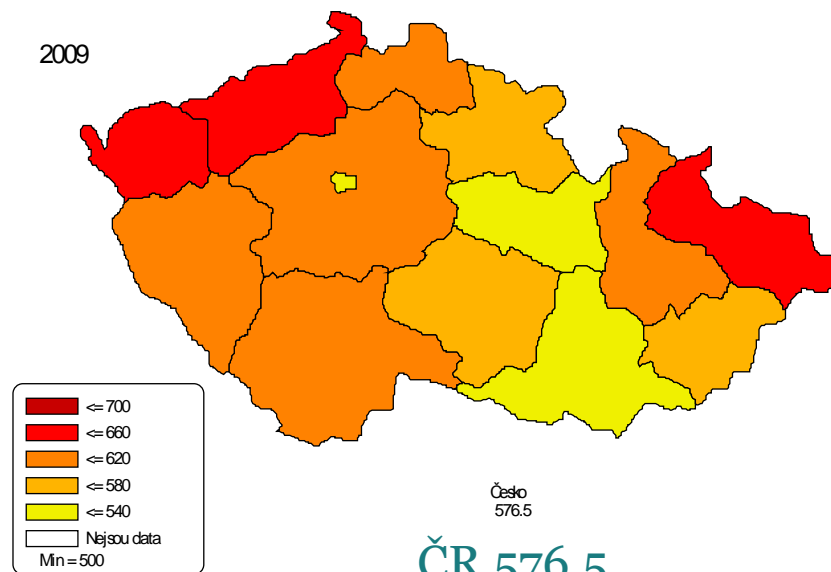 2009
<= 700
<= 660
<= 620
<= 580
<= 540
Nejsou data
Min = 500
Česko
576.5
ČR 576,5